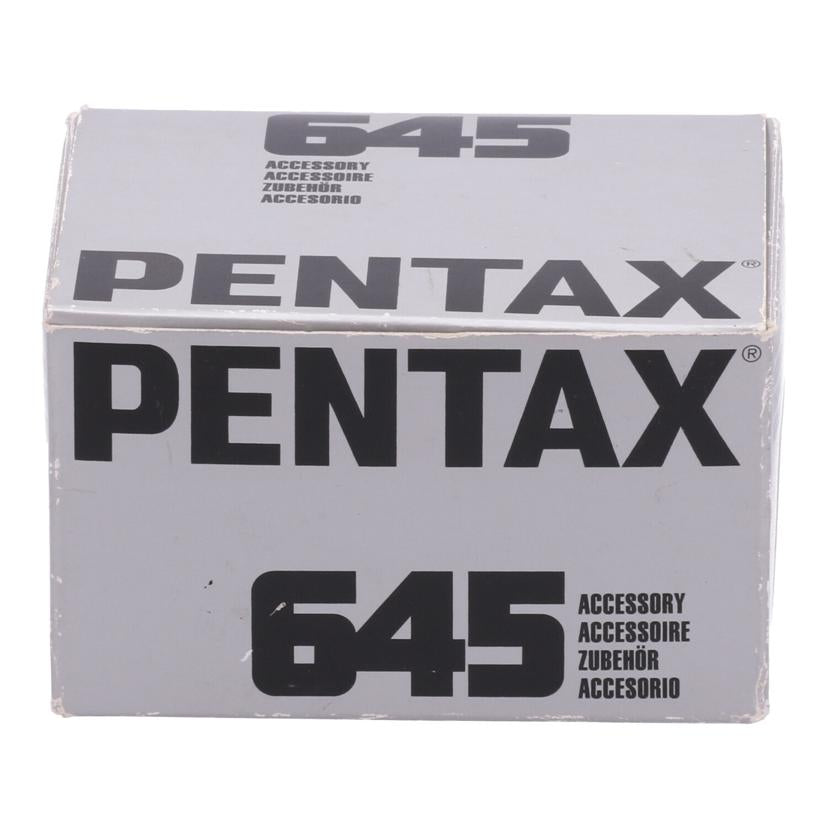 645
ACCESSORY
ACCESSOIRE
ZUBEHÖR
ACCESORIO
PENTAX®
PENTAX®
645
ACCESSORY
ACCESSOIRE
ZUBEHÖR
ACCESORIO